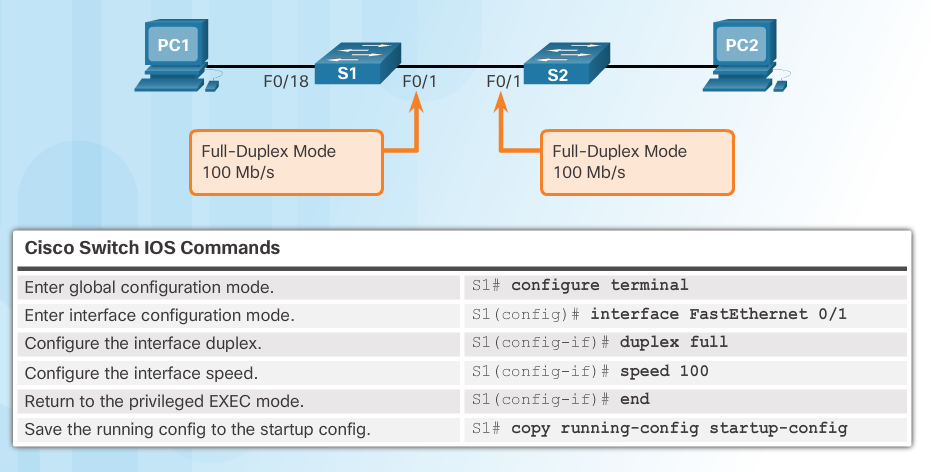 PC1
S1
S2
PC2
F0/18
F0/1
F0/1
Full-Duplex Mode
100 Mb/s
Full-Duplex Mode
100 Mb/s
Cisco Switch IOS Commands
Enter global configuration mode. S1# configure terminal
Enter interface configuration mode. S1(config)# interface FastEthernet 0/1
Configure the interface duplex. S1(config-if)# duplex full
Configure the interface speed. S1(config-if)# speed 100
Return to the privileged EXEC mode. S1(config-if)# end
Save the running config to the startup config. S1# copy running-config startup-config